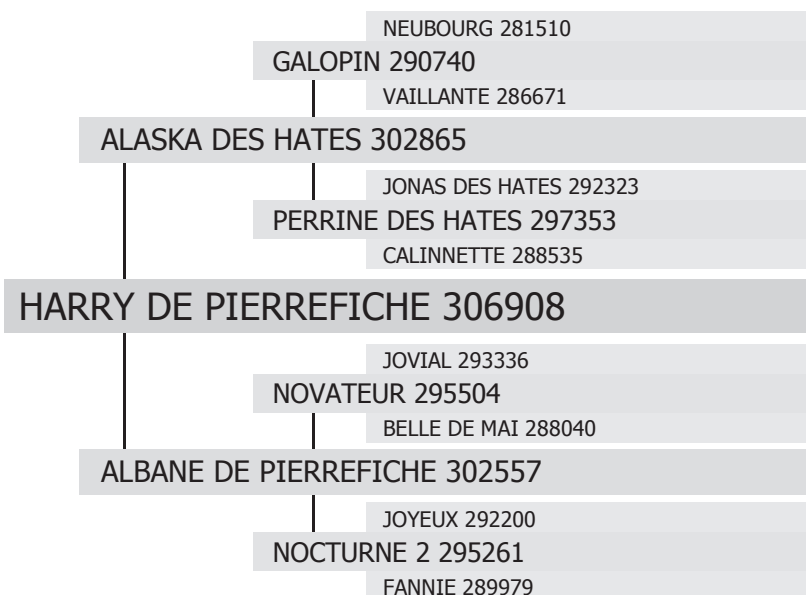 NEUBOURG 281510
GALOPIN 290740
VAILLANTE 286671
ALASKA DES HATES 302865
JONAS DES HATES 292323
PERRINE DES HATES 297353
CALINNETTE 288535
HARRY DE PIERREFICHE 306908
JOVIAL 293336
NOVATEUR 295504
BELLE DE MAI 288040
ALBANE DE PIERREFICHE 302557
JOYEUX 292200
NOCTURNE 2 295261
FANNIE 289979